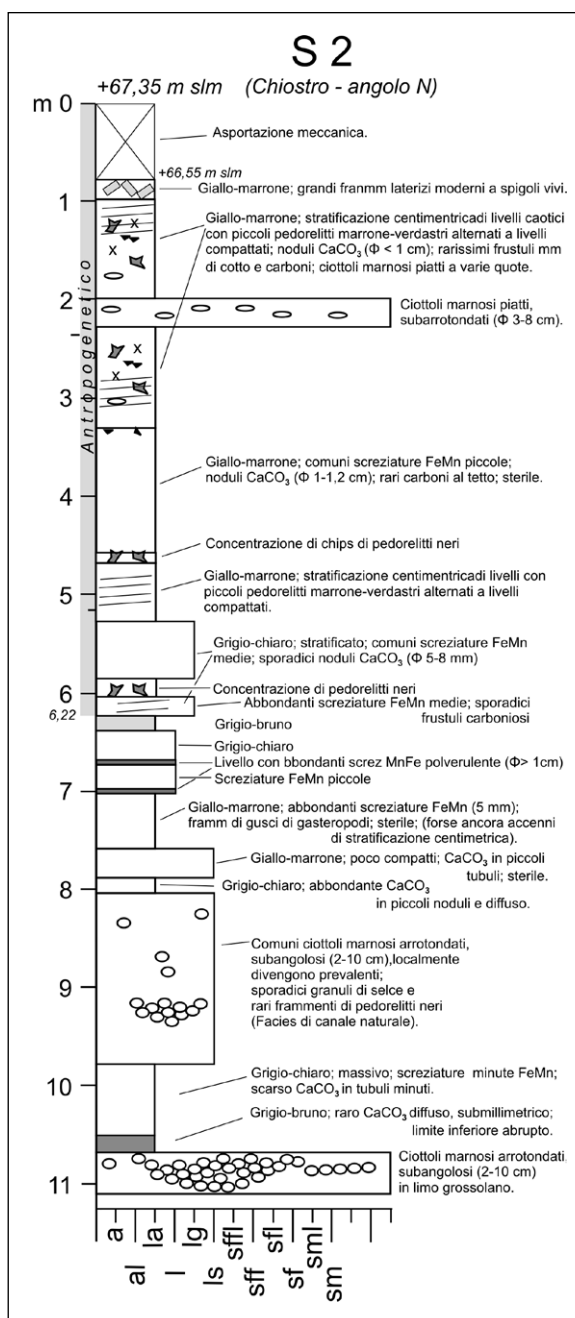 S 2
+67,35 m slm (Chiostro - angolo N)
m 0
Asportazione meccanica.
+66,55 m slm
Giallo-marrone; grandi franmm laterizi moderni a spigoli vivi.
1
Giallo-marrone; stratificazione centimetricadi livelli caotici
con piccoli pedorelitti marrone-verdastri alternati a livelli
compattati; noduli CaCO₃ (Φ < 1 cm); rarissimi frustuli mm
di cotto e carboni; ciottoli marnosi piatti a varie quote.
x
x
2
Ciottoli marnosi piatti,
subarrotondati (Φ 3-8 cm).
Antropogenetico
x
x
3
Giallo-marrone; comuni screziature FeMn piccole;
noduli CaCO₃ (Φ 1-1,2 cm); rari carboni al tetto; sterile.
4
Concentrazione di chips di pedorelitti neri
Giallo-marrone; stratificazione centimetricadi livelli con
piccoli pedorelitti marrone-verdastri alternati a livelli
compattati.
5
Grigio-chiaro; stratificato; comuni screziature FeMn
medie; sporadici noduli CaCO₃ (Φ 5-8 mm)
Concentrazione di pedorelitti neri
6
Abbondanti screziature FeMn medie; sporadici
frustuli carboniosi
6,22
Grigio-bruno
Grigio-chiaro
Livello con bbondanti screz MnFe polverulente (Φ> 1cm)
Screziature FeMn piccole
7
Giallo-marrone; abbondanti screziature FeMn (5 mm);
framm di gusci di gasteropodi; sterile; (forse ancora accenni
di stratificazione centimetrica).
Giallo-marrone; poco compatti; CaCO₃ in piccoli
tubuli; sterile.
8
Grigio-chiaro; abbondante CaCO₃
in piccoli noduli e diffuso.
Comuni ciottoli marnosi arrotondati,
subangolosi (2-10 cm),localmente
divengono prevalenti;
sporadici granuli di selce e
rari frammenti di pedorelitti neri
(Facies di canale naturale).
9
10
Grigio-chiaro; massivo; screziature minute FeMn;
scarso CaCO₃ in tubuli minuti.
Grigio-bruno; raro CaCO₃ diffuso, submillimetrico;
limite inferiore abrupto.
Ciottoli marnosi arrotondati,
subangolosi (2-10 cm)
in limo grossolano.
11
a
al
la
l
lg
ls
sffl
sff
sfl
sf
sml
sm